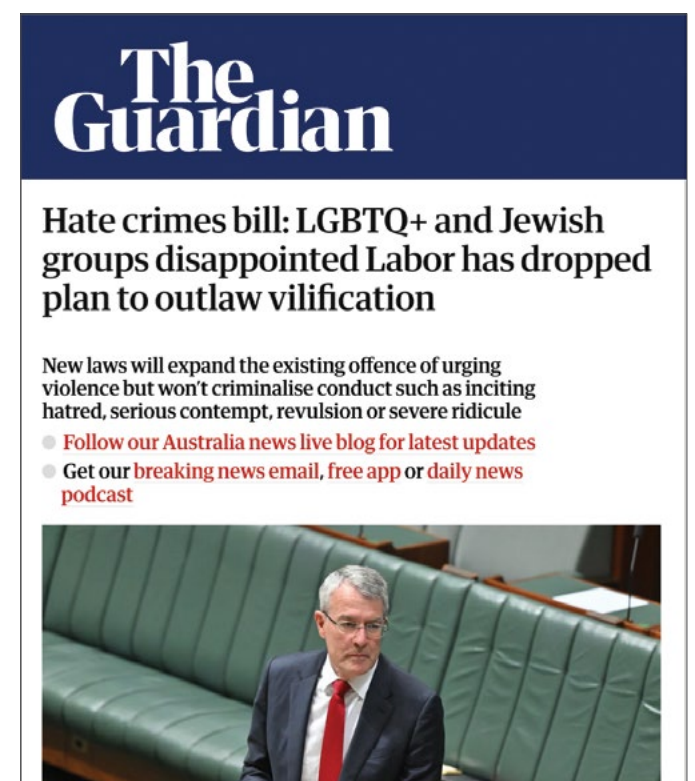 The
Guardian
Hate crimes bill: LGBTQ+ and Jewish
groups disappointed Labor has dropped
plan to outlaw vilification
New laws will expand the existing offence of urging
violence but won’t criminalise conduct such as inciting
hatred, serious contempt, revulsion or severe ridicule
Follow our Australia news live blog for latest updates
Get our breaking news email, free app or daily news
podcast